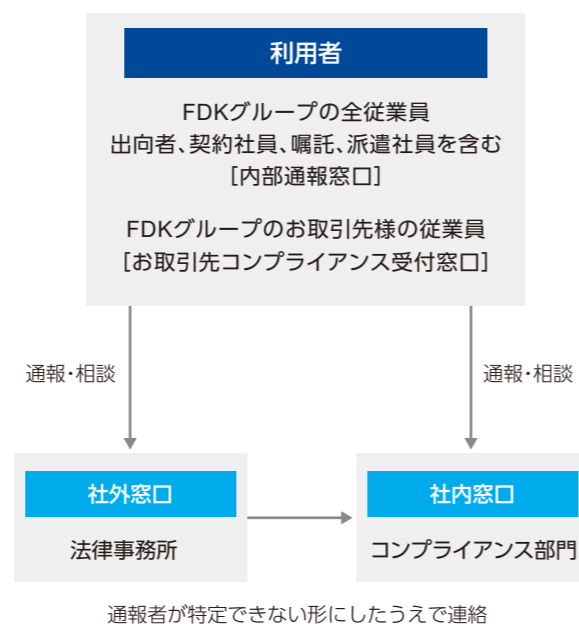 利用者
FDKグループの全従業員
出向者、契約社員、嘱託、派遣社員を含む
[内部通報窓口]
FDKグループのお取引先様の従業員
[お取引先コンプライアンス受付窓口]
通報・相談
通報・相談
社外窓口
法律事務所
社内窓口
コンプライアンス部門
通報者が特定できない形にしたうえで連絡